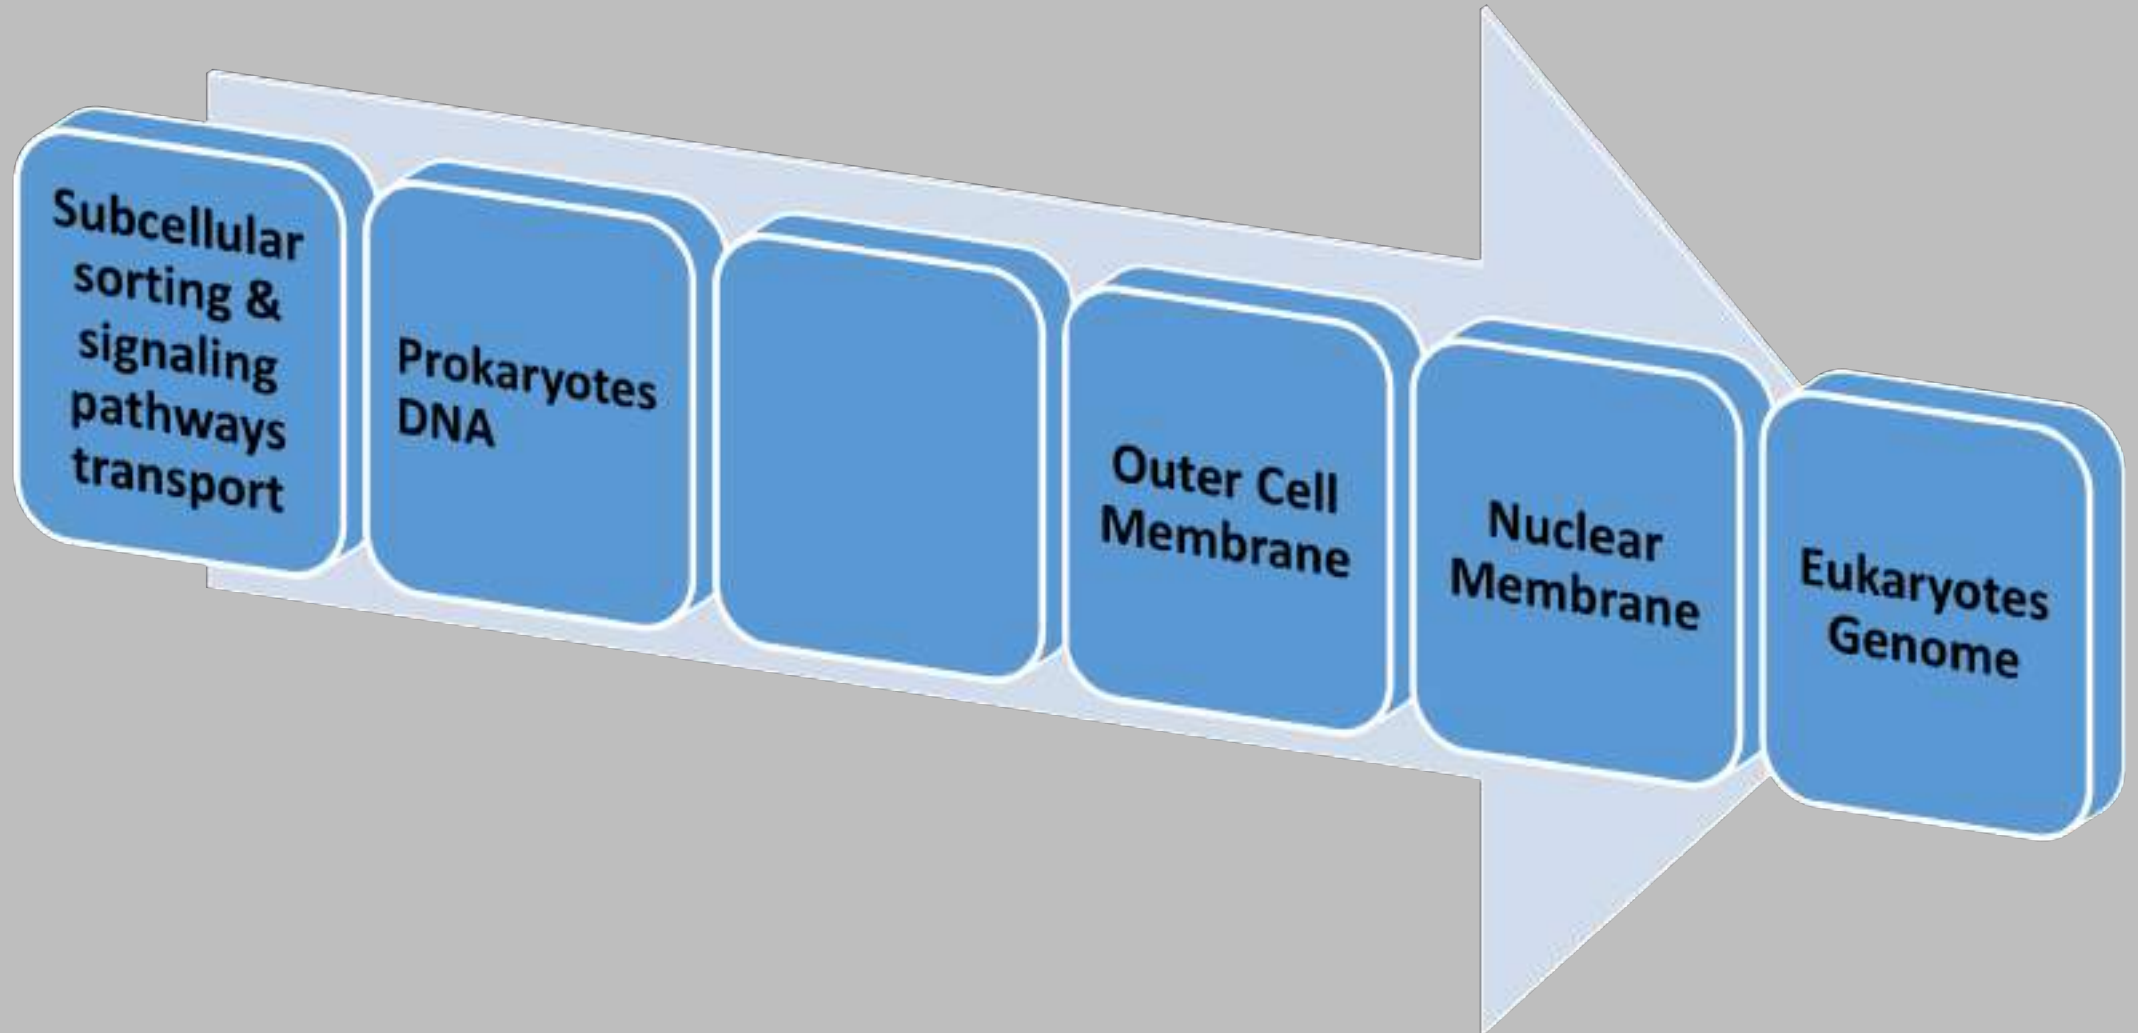 Subcellular
sorting &
signaling
pathways
transport
Prokaryotes
DNA
Outer Cell
Membrane
Nuclear
Membrane
Eukaryotes
Genome